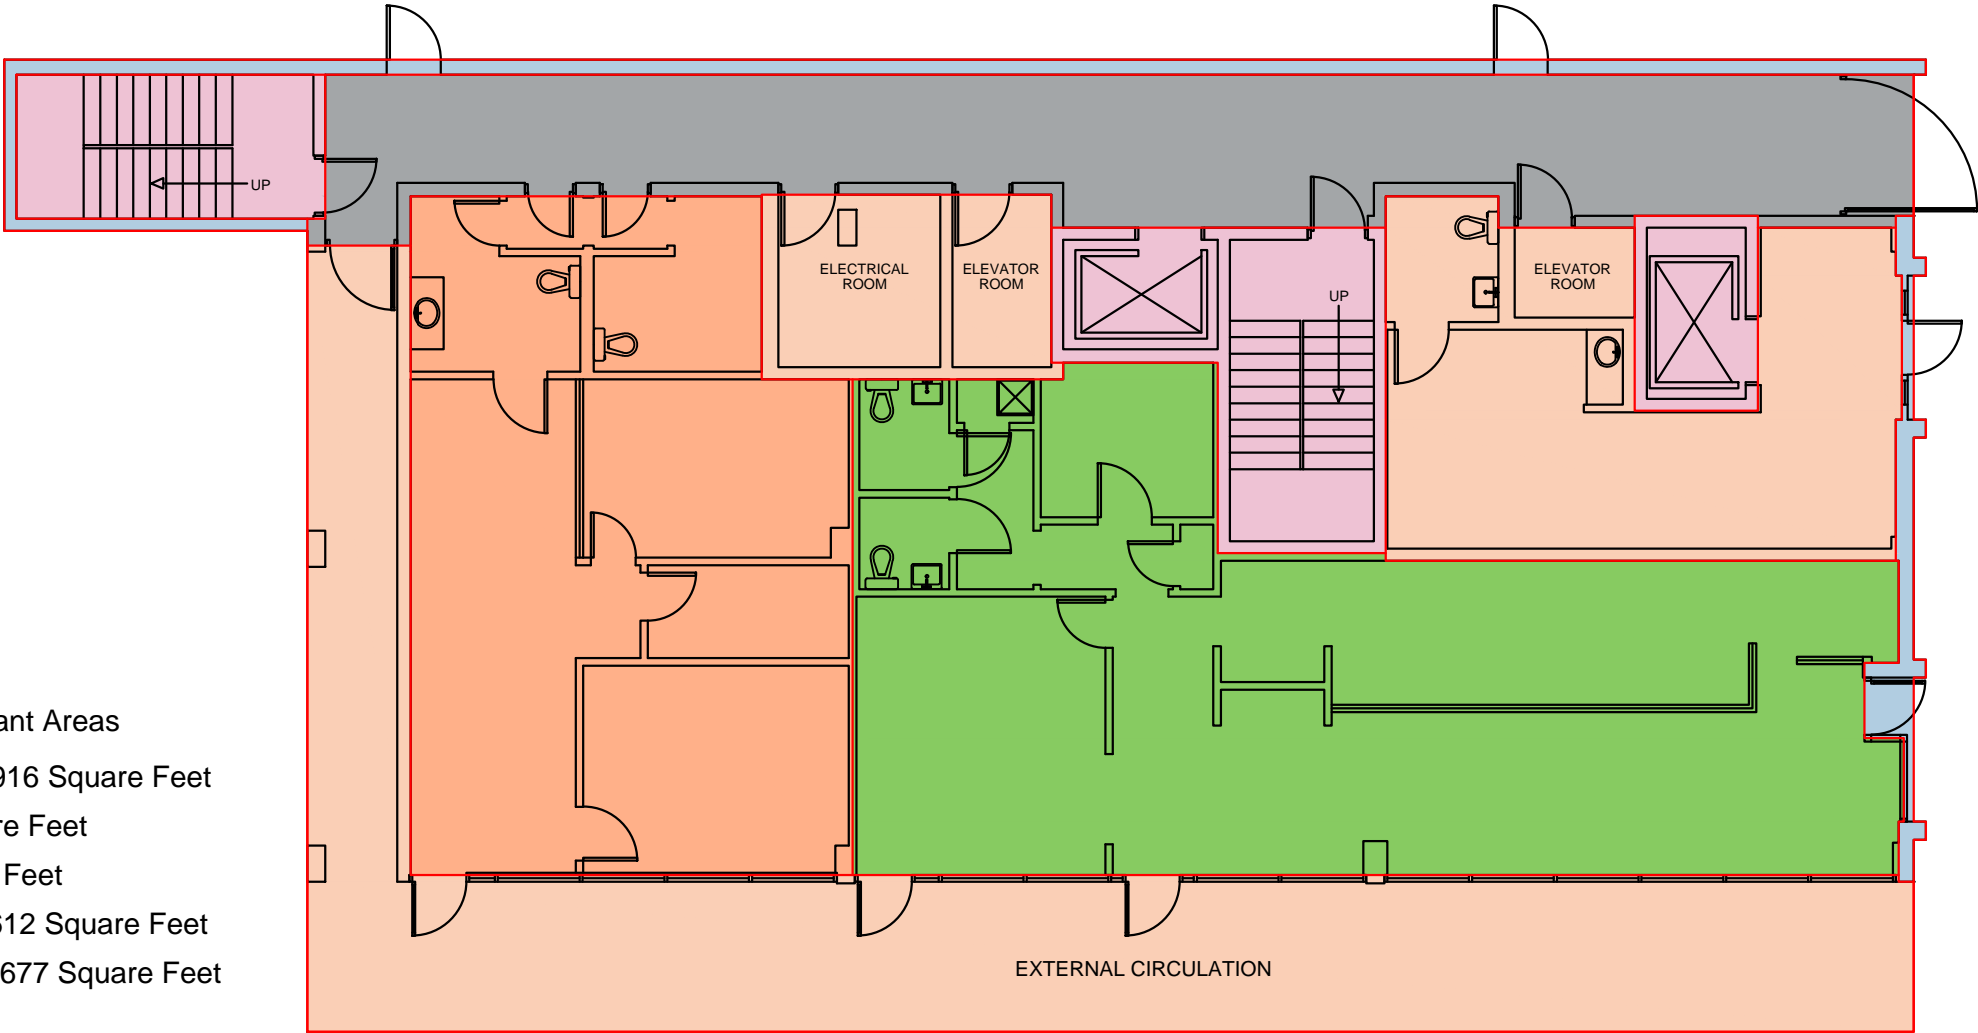 UP
ELECTRICAL
ROOM
ELEVATOR
ROOM
UP
ELEVATOR
ROOM
ant Areas
916 Square Feet
re Feet
Feet
612 Square Feet
677 Square Feet
EXTERNAL CIRCULATION